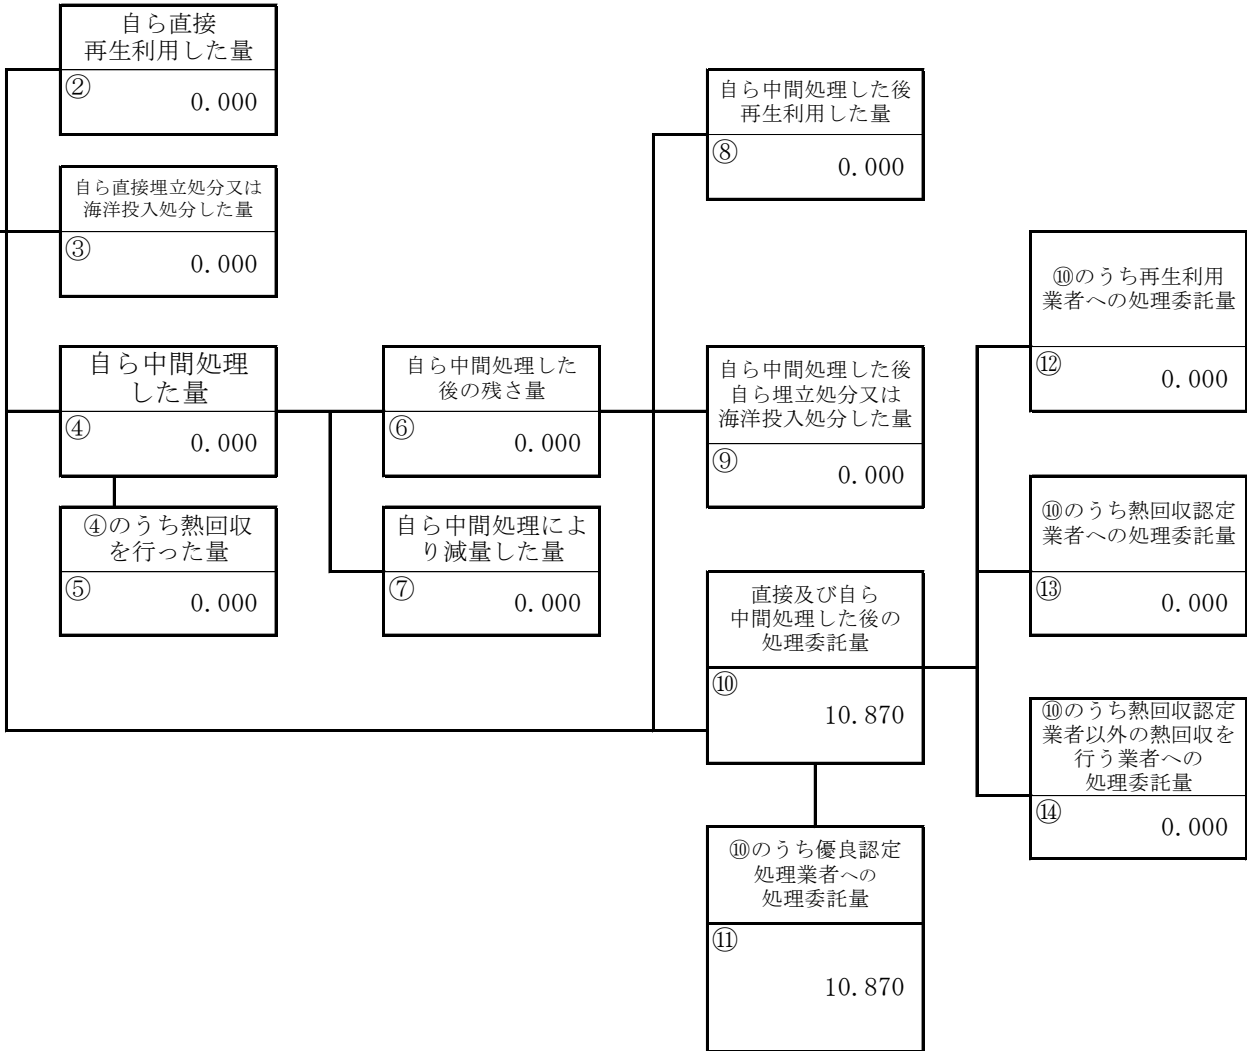 自ら直接
再生利用した量
②
0.000
自ら直接埋立処分又は
海洋投入処分した量
③
0.000
自ら中間処理
した量
④
0.000
④のうち熱回収
を行った量
⑤
0.000
自ら中間処理した
後の残さ量
⑥
0.000
自ら中間処理によ
り減量した量
⑦
0.000
自ら中間処理した後
再生利用した量
⑧
0.000
自ら中間処理した後
自ら埋立処分又は
海洋投入処分した量
⑨
0.000
直接及び自ら
中間処理した後の
処理委託量
⑩
10.870
⑩のうち優良認定
処理業者への
処理委託量
⑪
10.870
⑩のうち再生利用
業者への処理委託量
⑫
0.000
⑩のうち熱回収認定
業者への処理委託量
⑬
0.000
⑩のうち熱回収認定
業者以外の熱回収を
行う業者への
処理委託量
⑭
0.000